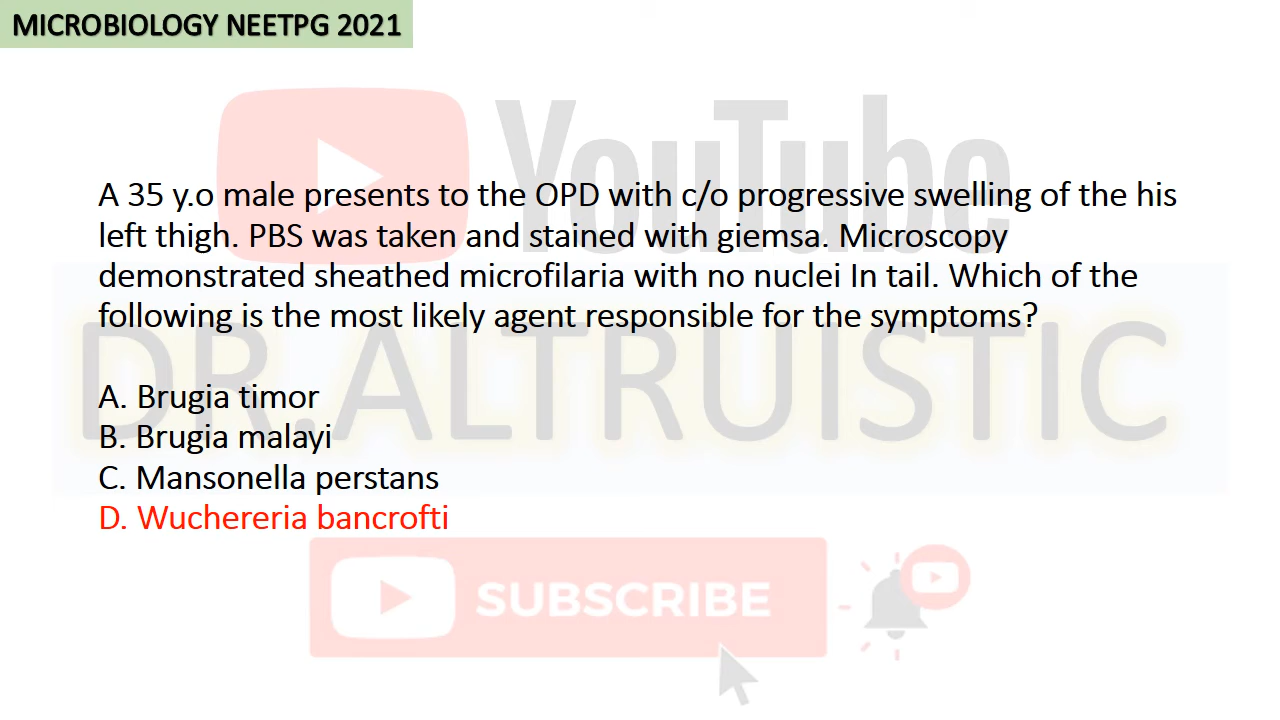 MICROBIOLOGY NEETPG 2021
YouTube
A 35 y.o male presents to the OPD with c/o progressive swelling of the his
left thigh. PBS was taken and stained with giemsa. Microscopy
demonstrated sheathed microfilaria with no nuclei In tail. Which of the
following is the most likely agent responsible for the symptoms?
DR.ALTRUISTIC
A. Brugia timor
B. Brugia malayi
C. Mansonella perstans
D. Wuchereria bancrofti
SUBSCRIBE